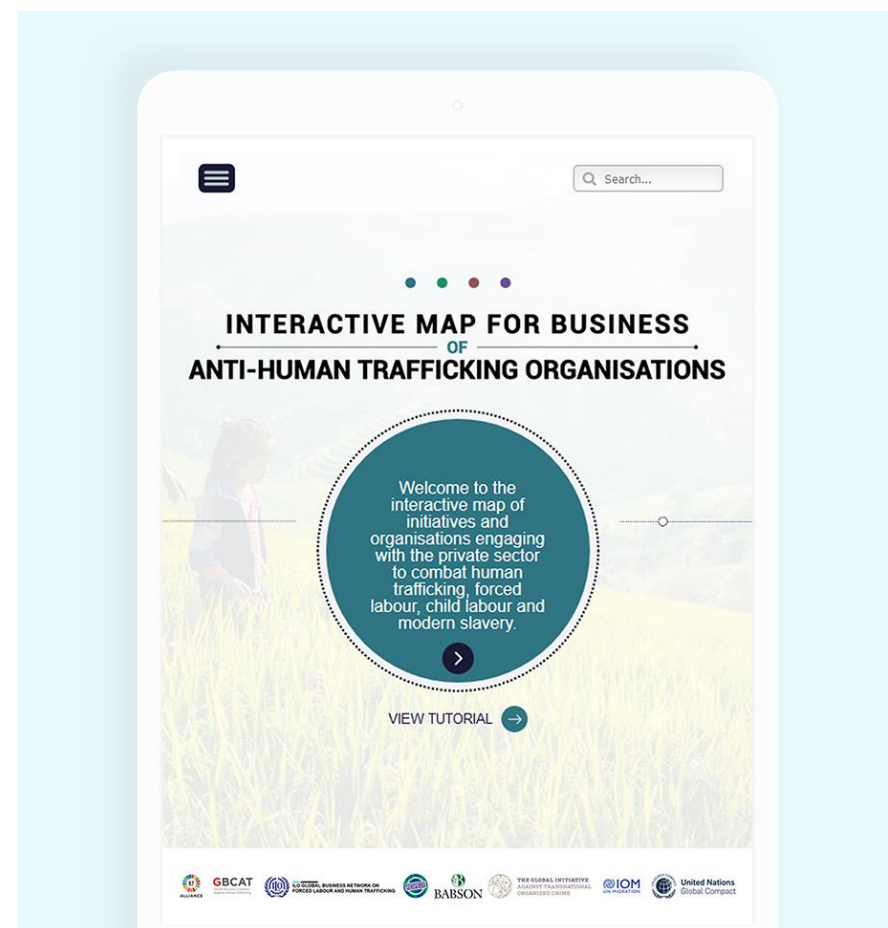 Search...
INTERACTIVE MAP FOR BUSINESS
OF
ANTI-HUMAN TRAFFICKING ORGANISATIONS
Welcome to the
interactive map of
initiatives and
organisations engaging
with the private sector
to combat human
trafficking, forced
labour, child labour and
modern slavery.
VIEW TUTORIAL
8.7
ALLIANCE
GBCAT
ILO GLOBAL BUSINESS NETWORK ON
FORCED LABOUR AND HUMAN TRAFFICKING
BABSON
THE GLOBAL INITIATIVE
AGAINST TRANSNATIONAL
ORGANIZED CRIME
IOM
UN MIGRATION
United Nations
Global Compact